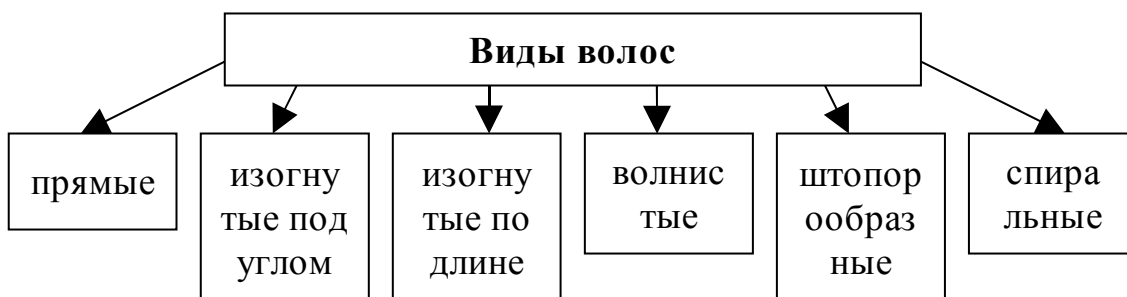 Виды волос
прямые
изогну
тые под
углом
изогну
тые по
длине
волнис
тые
штопор
ообраз
ные
спира
льные